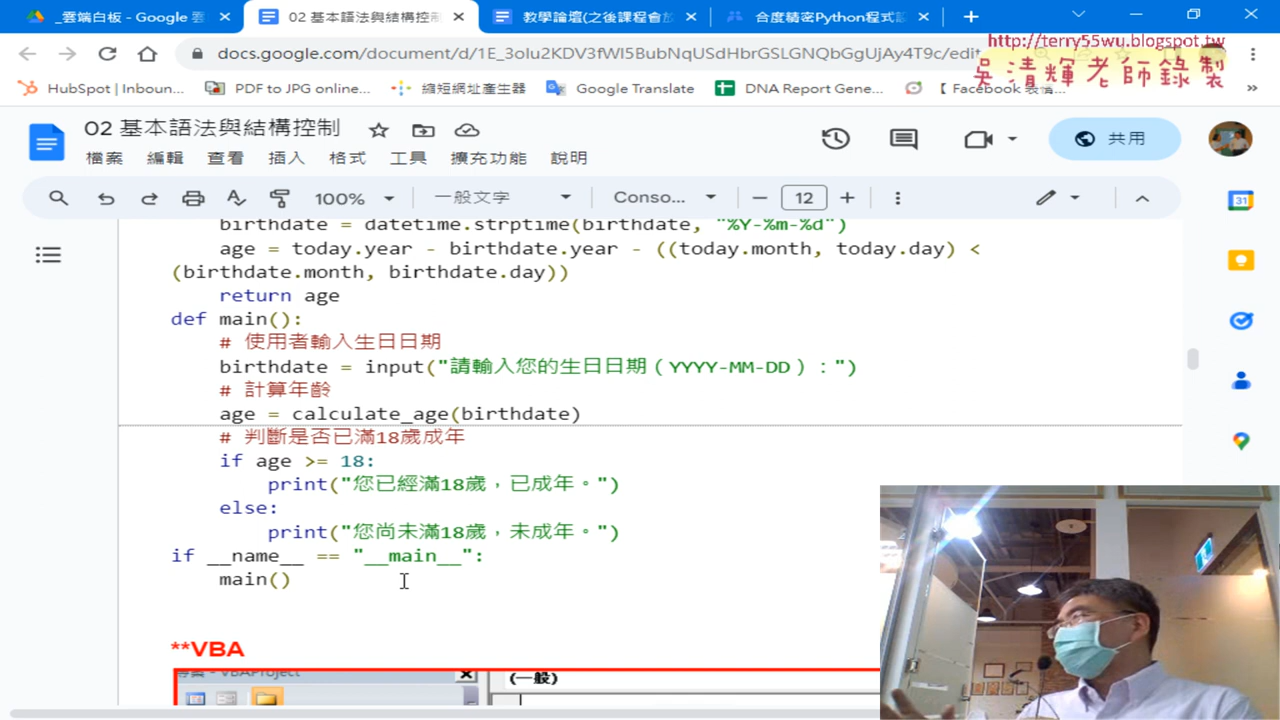 _雲端白板 - Google 雲
02 基本語法與結構控制
教學論壇(之後課程會放
合度精密Python程式設
docs.google.com/document/d/1E_3olu2KDV3fWI5BubNqUSdHbrGSLGNQbGgUjAy4T9c/edit
http://terry55wu.blogspot.tw
吳清輝老師錄製
HubSpot | Inboun...
PDF to JPG online...
縮短網址產生器
Google Translate
DNA Report Gene...
【 Facebook 表情...
02 基本語法與結構控制
共用
檔案 編輯 查看 插入 格式 工具 擴充功能 說明
100% 一般文字 Conso... 12
birthdate = datetime.strptime(birthdate, "%Y-%m-%d")
age = today.year - birthdate.year - ((today.month, today.day) <
(birthdate.month, birthdate.day))
return age
def main():
# 使用者輸入生日日期
birthdate = input("請輸入您的生日日期（YYYY-MM-DD）：")
# 計算年齡
age = calculate_age(birthdate)
# 判斷是否已滿18歲成年
if age >= 18:
print("您已經滿18歲，已成年。")
else:
print("您尚未滿18歲，未成年。")
if __name__ == "__main__":
main()
**VBA
專案 - VBAProject
(一般)